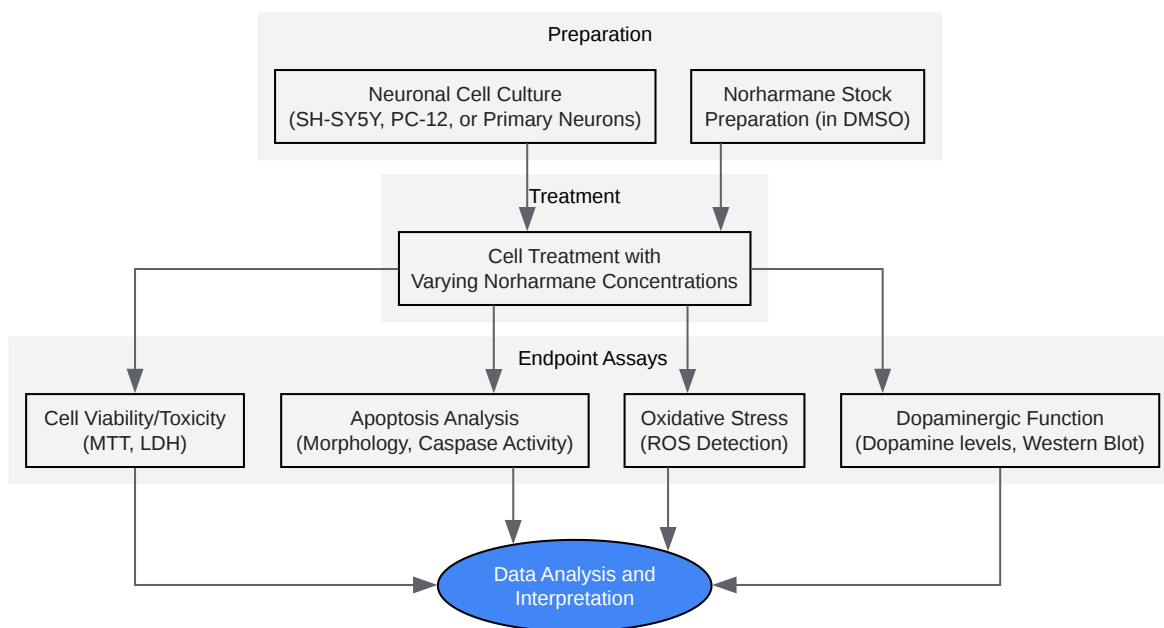 Preparation
Neuronal Cell Culture
(SH-SY5Y, PC-12, or Primary Neurons)
Norharmane Stock
Preparation (in DMSO)
Treatment
Cell Treatment with
Varying Norharmane Concentrations
Endpoint Assays
Cell Viability/Toxicity
(MTT, LDH)
Apoptosis Analysis
(Morphology, Caspase Activity)
Oxidative Stress
(ROS Detection)
Dopaminergic Function
(Dopamine levels, Western Blot)
Data Analysis and
Interpretation